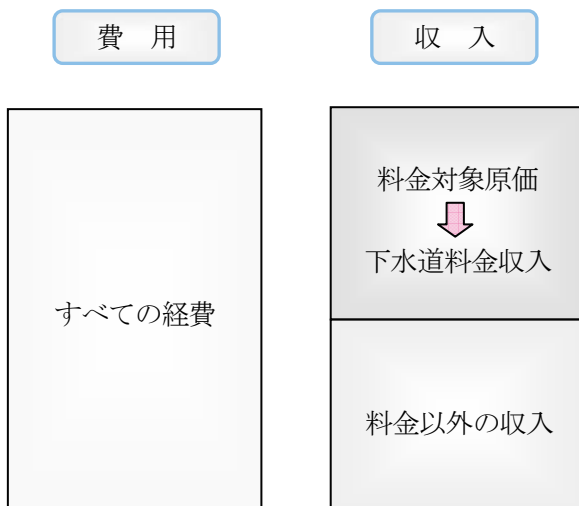 費 用
収 入
すべての経費
料金対象原価
下水道料金収入
料金以外の収入